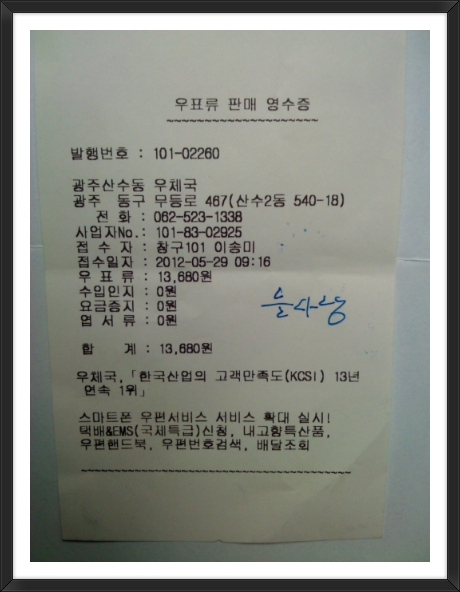 우표류 판매 영수증
~~~~~~~~~~~~~~~~~~~~
발행번호 : 101-02260
광주산수동 우체국
광주 동구 무등로 467(산수2동 540-18)
전 화 : 062-523-1338
사업자No.: 101-83-02925
접 수 자 : 창구101 이송미
접수일자 : 2012-05-29 09:16
우 표 류 : 13,680원
수입인지 : 0원
요금증지 : 0원
엽 서 류 : 0원
합 계 : 13,680원
우체국,「한국산업의 고객만족도(KCSI) 13년
연속 1위」
스마트폰 우편서비스 서비스 확대 실시!
택배&EMS(국제특급)신청, 내고향특산품,
우편핸드북, 우편번호검색, 배달조회
~~~~~~~~~~~~~~~~~~~~~~~~~~~~~~~~~~~~